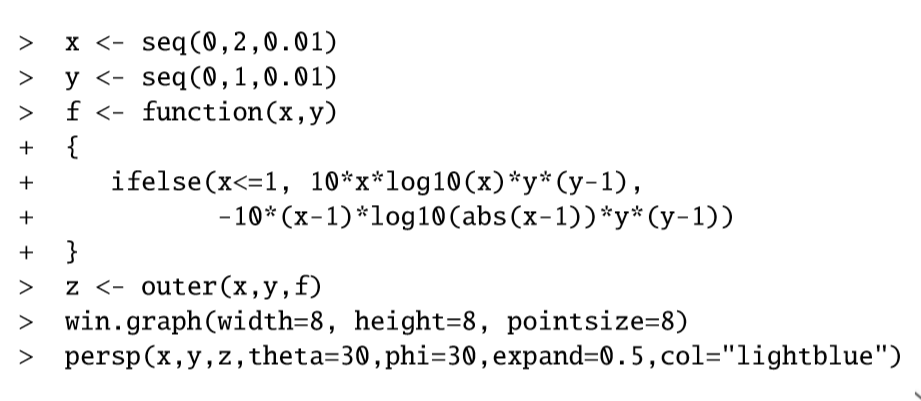 >  x <- seq(0,2,0.01)
>  y <- seq(0,1,0.01)
>  f <- function(x,y)
+  {
+     ifelse(x<=1, 10*x*log10(x)*y*(y-1),
+            -10*(x-1)*log10(abs(x-1))*y*(y-1))
+  }
>  z <- outer(x,y,f)
>  win.graph(width=8, height=8, pointsize=8)
>  persp(x,y,z,theta=30,phi=30,expand=0.5,col="lightblue")